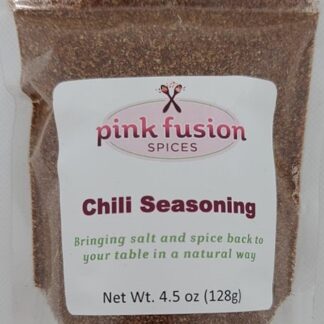 pink fusion
SPICES
Chili Seasoning
Bringing salt and spice back to
your table in a natural way
Net Wt. 4.5 oz (128g)